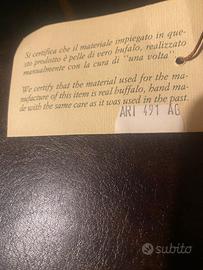 Si certifica che il materiale impiegato in que-
sto prodotto è pelle di vero bufalo, realizzato
manualmente con la cura di "una volta"
We certify that the material used for the ma-
nufacture of this item is real buffalo, hand ma-
de with the same care as it was used in the past.
ART 491 AG
subito